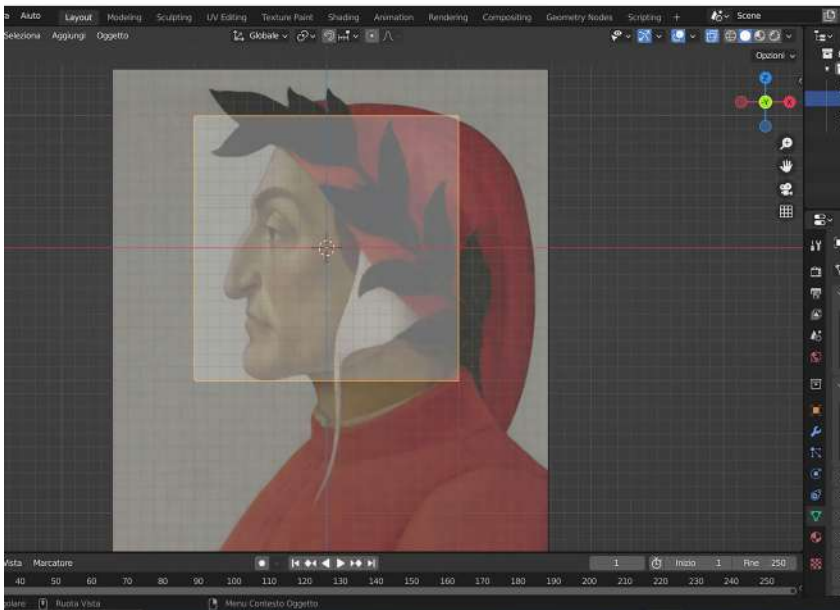 Aiuto Layout Modeling Sculpting UV Editing Texture Paint Shading Animation Rendering Compositing Geometry Nodes Scripting + Scene
Seleziona Aggiungi Oggetto Globale
Opzioni
Z
-Y X
Vista Marcatore 1 Inizio 1 Fine 250
40 50 60 70 80 90 100 110 120 130 140 150 160 170 180 190 200 210 220 230 240 250
Ruota Vista Menu Contesto Oggetto